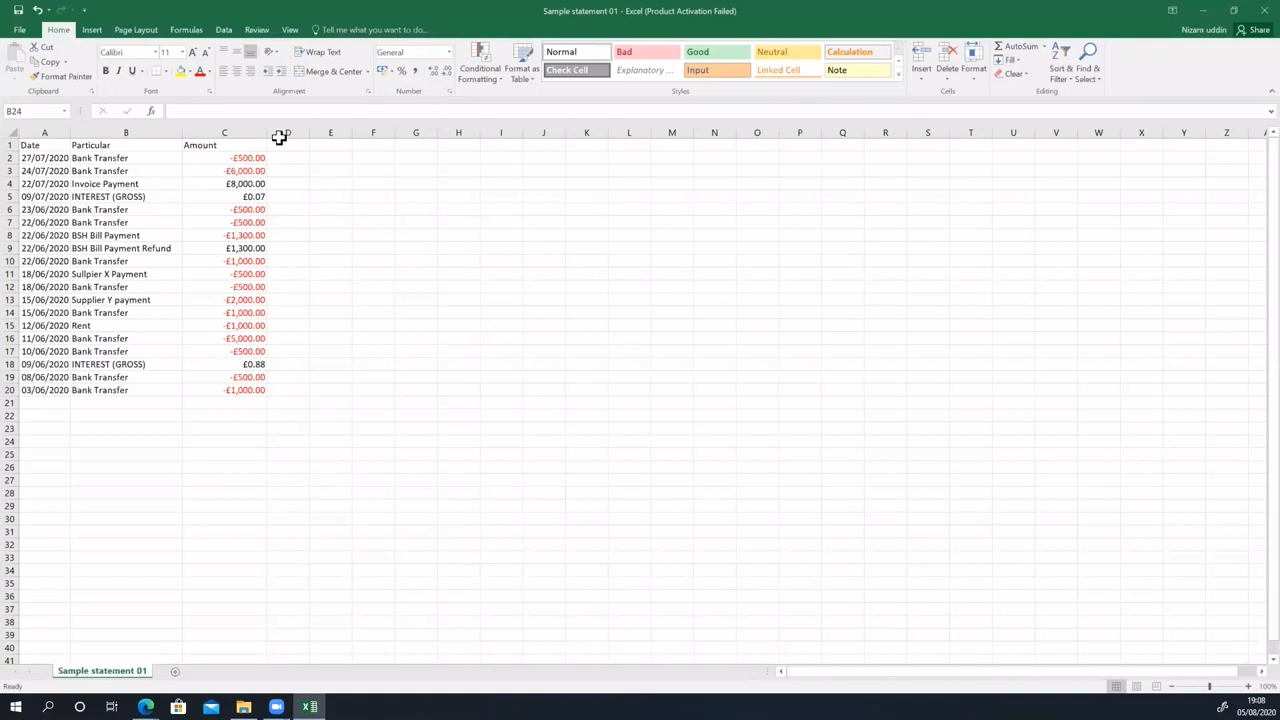 Sample statement 01 - Excel (Product Activation Failed)
File Home Insert Page Layout Formulas Data Review View Tell me what you want to do... Nizam uddin Share
Cut
Copy
Format Painter
Paste
Clipboard
Calibri 11
B I U
Font
Wrap Text
Merge & Center
Alignment
General
%
Number
Conditional Formatting
Format as Table
Normal Bad Good Neutral Calculation
Check Cell Explanatory ... Input Linked Cell Note
Styles
Insert Delete Format
Cells
AutoSum
Fill
Clear
Sort & Filter
Find & Select
Editing
B24 fx
A B C D E F G H I J K L M N O P Q R S T U V W X Y Z
1 Date Particular Amount
2 27/07/2020 Bank Transfer -£500.00
3 24/07/2020 Bank Transfer -£6,000.00
4 22/07/2020 Invoice Payment £8,000.00
5 09/07/2020 INTEREST (GROSS) £0.07
6 23/06/2020 Bank Transfer -£500.00
7 22/06/2020 Bank Transfer -£500.00
8 22/06/2020 BSH Bill Payment -£1,300.00
9 22/06/2020 BSH Bill Payment Refund £1,300.00
10 22/06/2020 Bank Transfer -£1,000.00
11 18/06/2020 Sullpier X Payment -£500.00
12 18/06/2020 Bank Transfer -£500.00
13 15/06/2020 Supplier Y payment -£2,000.00
14 15/06/2020 Bank Transfer -£1,000.00
15 12/06/2020 Rent -£1,000.00
16 11/06/2020 Bank Transfer -£5,000.00
17 10/06/2020 Bank Transfer -£500.00
18 09/06/2020 INTEREST (GROSS) £0.88
19 08/06/2020 Bank Transfer -£500.00
20 03/06/2020 Bank Transfer -£1,000.00
21
22
23
24
25
26
27
28
29
30
31
32
33
34
35
36
37
38
39
40
41
Sample statement 01
Ready 100%
19:08
05/08/2020